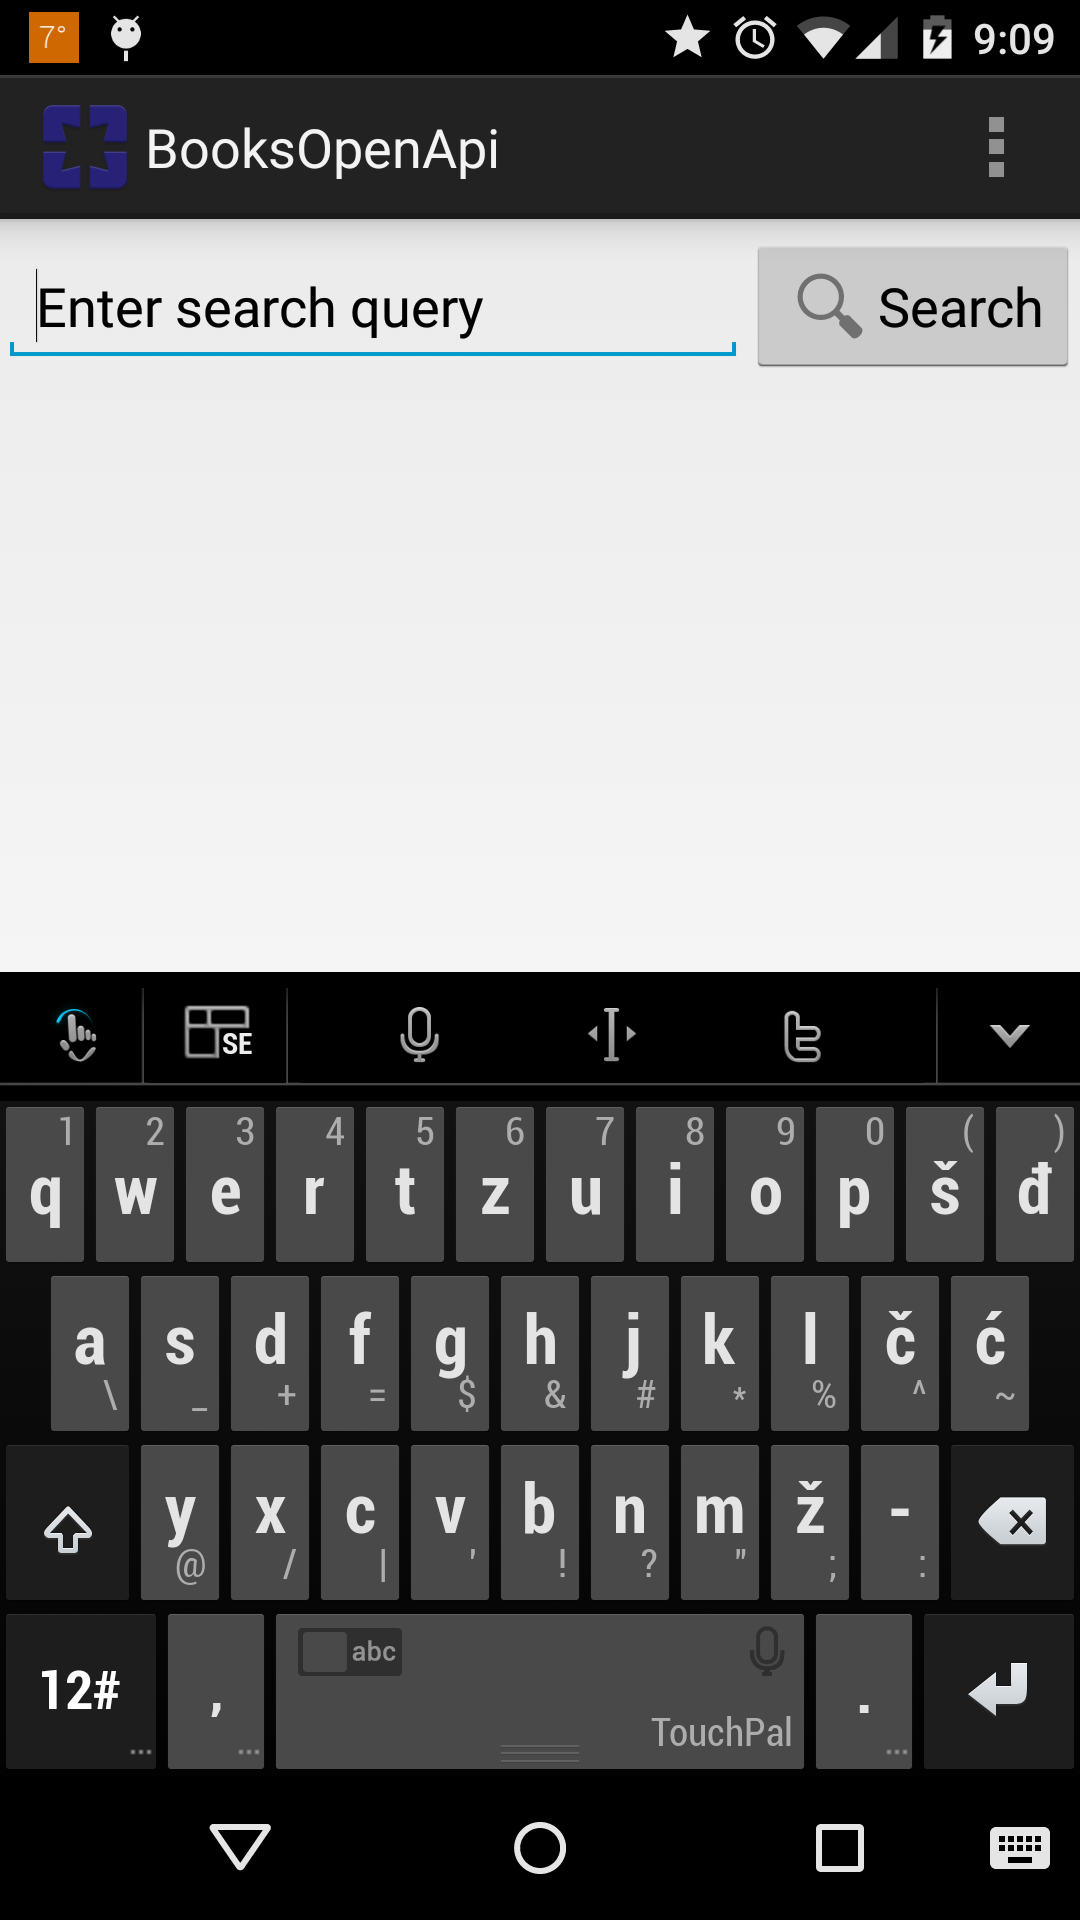 7° 9:09
BooksOpenApi
Enter search query Search
SE
1 2 3 4 5 6 7 8 9 0 ( )
q w e r t z u i o p š đ
a s d f g h j k l č ć
\ _ + = $ & # * % ^ ~
y x c v b n m ž -
@ / | ' ! ? " ; :
abc
12# , .
TouchPal